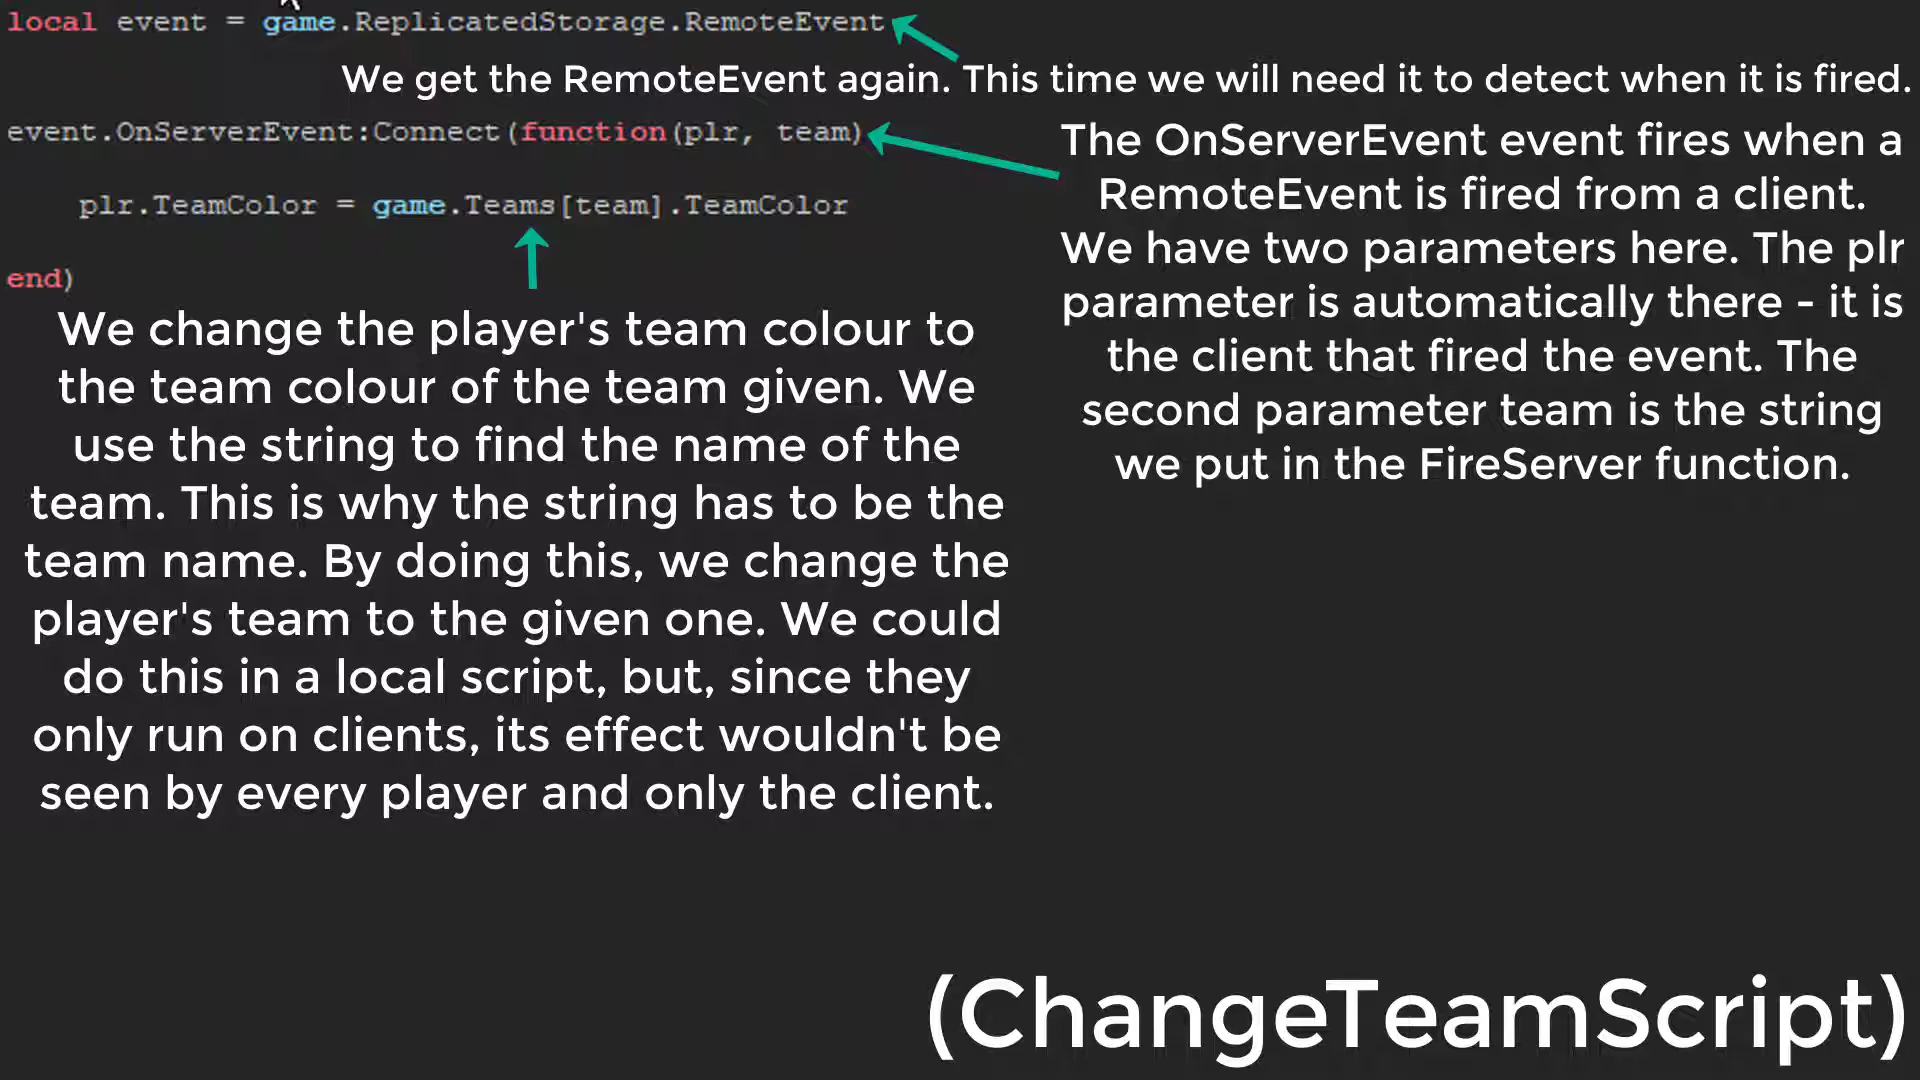 local event = game.ReplicatedStorage.RemoteEvent
We get the RemoteEvent again. This time we will need it to detect when it is fired.
event.OnServerEvent:Connect(function(plr, team)
plr.TeamColor = game.Teams[team].TeamColor
end)
The OnServerEvent event fires when a
RemoteEvent is fired from a client.
We have two parameters here. The plr
parameter is automatically there - it is
the client that fired the event. The
second parameter team is the string
we put in the FireServer function.
We change the player's team colour to
the team colour of the team given. We
use the string to find the name of the
team. This is why the string has to be the
team name. By doing this, we change the
player's team to the given one. We could
do this in a local script, but, since they
only run on clients, its effect wouldn't be
seen by every player and only the client.
(ChangeTeamScript)